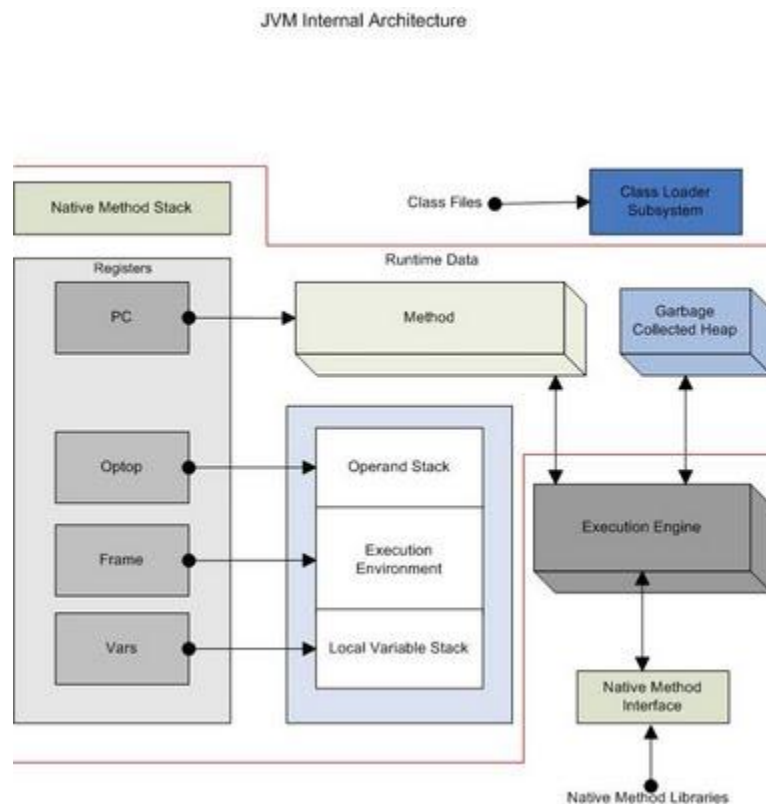 JVM Internal Architecture
Class Files
Class Loader
Subsystem
Native Method Stack
Registers
Runtime Data
PC
Method
Garbage
Collected Heap
Optop
Operand Stack
Execution Engine
Frame
Execution
Environment
Vars
Local Variable Stack
Native Method
Interface
Native Method Libraries